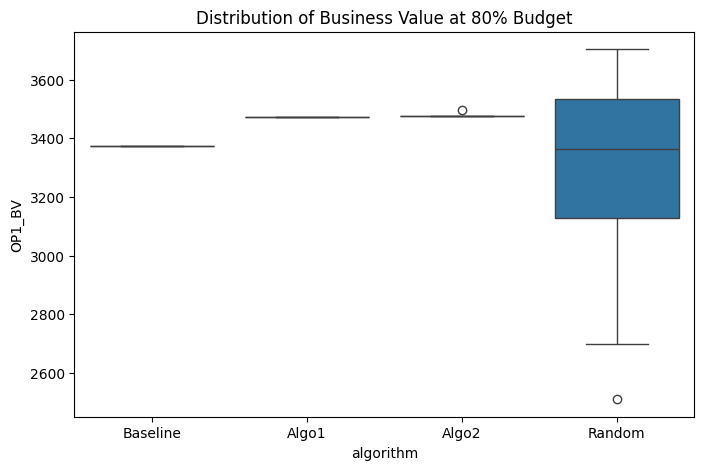 Distribution of Business Value at 80% Budget
OP1_BV
3600
3400
3200
3000
2800
2600
Baseline
Algo1
Algo2
Random
algorithm